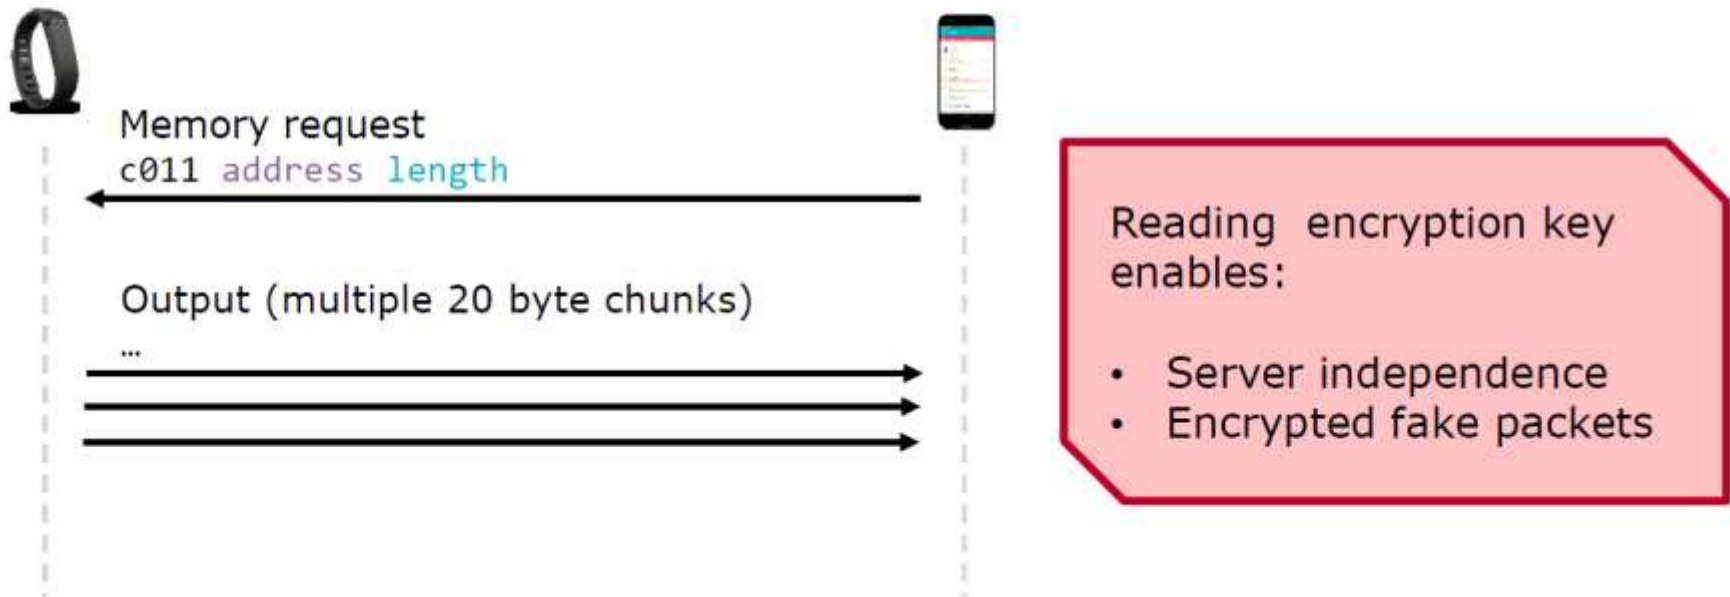 Memory request
c011 address length
Output (multiple 20 byte chunks)
…
Reading encryption key
enables:
• Server independence
• Encrypted fake packets